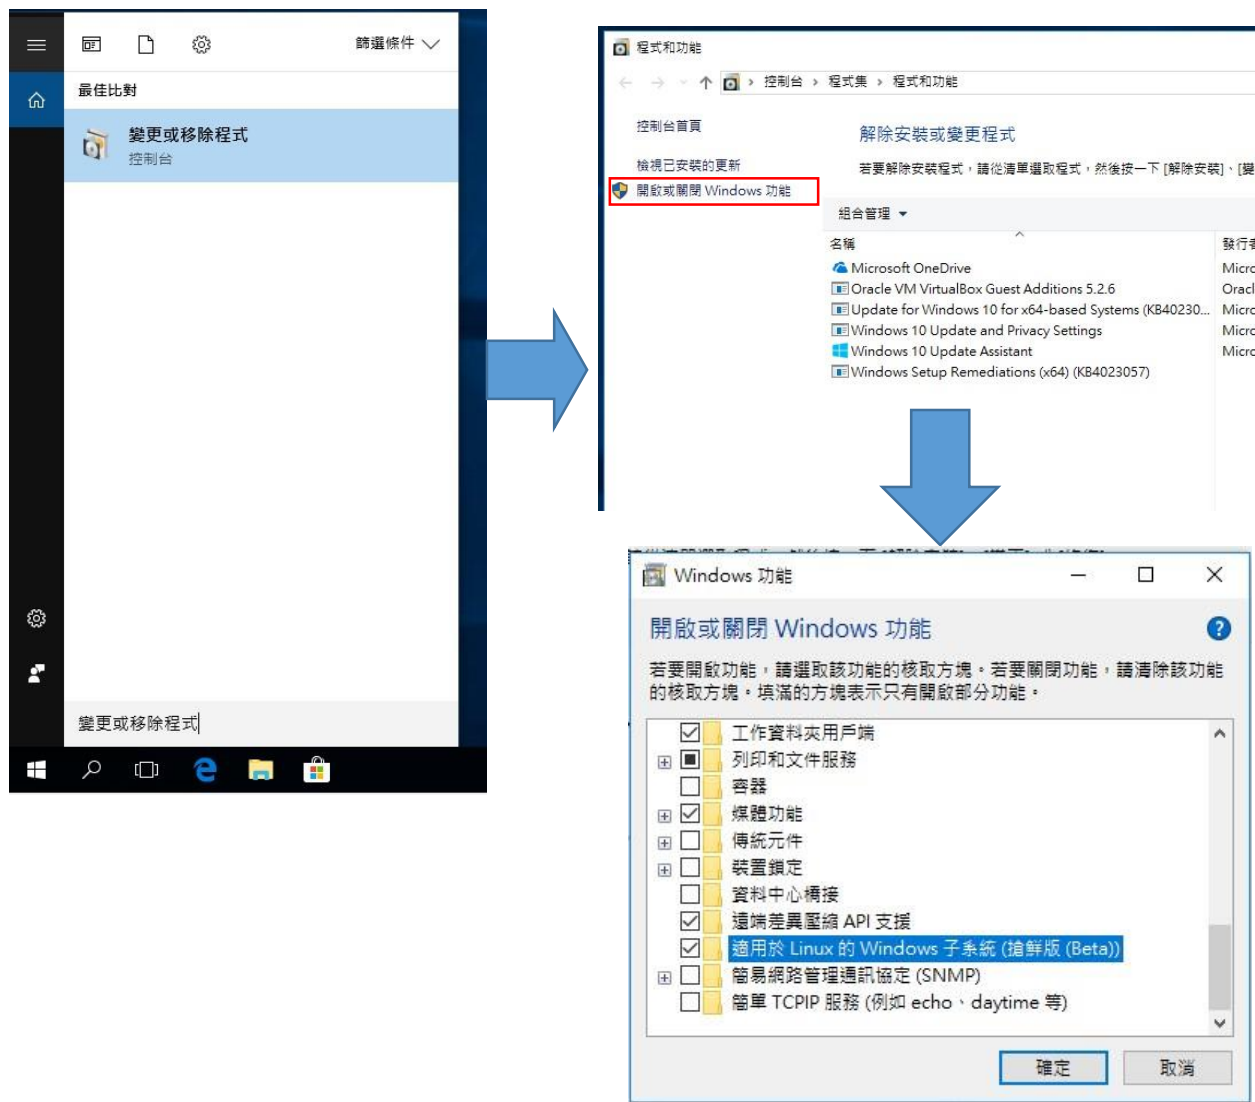 篩選條件
最佳比對
變更或移除程式
控制台
變更或移除程式
程式和功能
控制台 › 程式集 › 程式和功能
控制台首頁
檢視已安裝的更新
開啟或關閉 Windows 功能
解除安裝或變更程式
若要解除安裝程式，請從清單選取程式，然後按一下 [解除安裝]、[變
組合管理
名稱
發行者
Microsoft OneDrive
Micro
Oracle VM VirtualBox Guest Additions 5.2.6
Oracl
Update for Windows 10 for x64-based Systems (KB40230...
Micro
Windows 10 Update and Privacy Settings
Micro
Windows 10 Update Assistant
Micro
Windows Setup Remediations (x64) (KB4023057)
Windows 功能
開啟或關閉 Windows 功能
若要開啟功能，請選取該功能的核取方塊。若要關閉功能，請清除該功能
的核取方塊。填滿的方塊表示只有開啟部分功能。
工作資料夾用戶端
列印和文件服務
容器
媒體功能
傳統元件
裝置鎖定
資料中心橋接
遠端差異壓縮 API 支援
適用於 Linux 的 Windows 子系統 (搶鮮版 (Beta))
簡易網路管理通訊協定 (SNMP)
簡單 TCPIP 服務 (例如 echo、daytime 等)
確定
取消